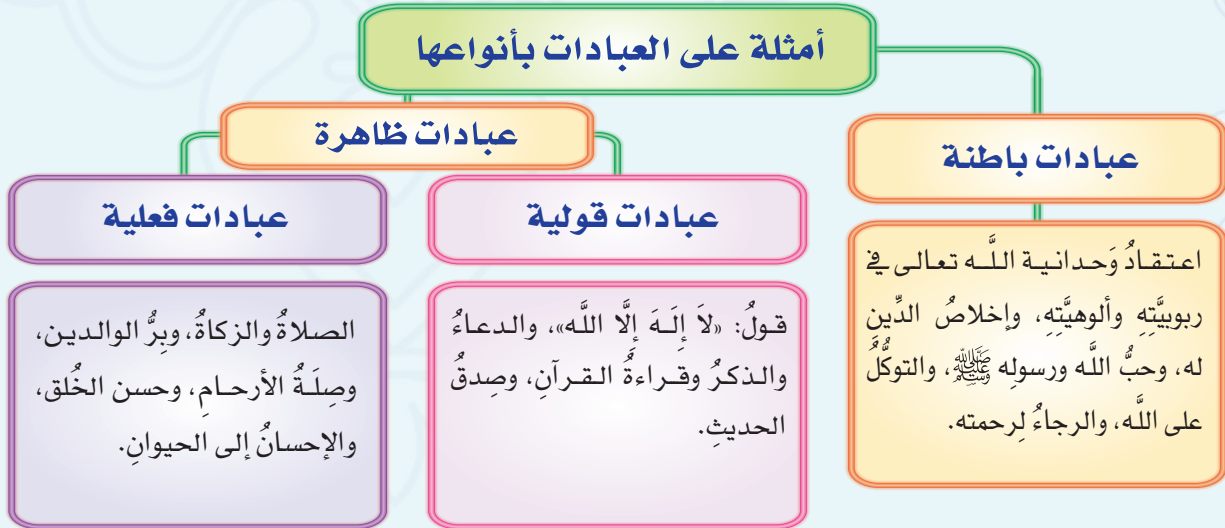 أمثلة على العبادات بأنواعها
عبادات باطنة
اعتقادُ وَحدانية اللَّه تعالى في
ربوبيَّتِهِ وألوهيَّتِهِ، وإخلاصُ الدِّينِ
له، وحبُّ اللَّه ورسولِه ﷺ، والتوكُّلُ
على اللَّه، والرجاءُ لِرحمته.
عبادات ظاهرة
عبادات قولية
قولُ: «لاَ إِلَهَ إِلَّا اللَّه»، والدعاءُ
والذكرُ وقراءةُ القرآنِ، وصدقُ
الحديثِ.
عبادات فعلية
الصلاةُ والزكاةُ، وبِرُّ الوالدين،
وصِلَةُ الأرحامِ، وحسن الخُلق،
والإحسانُ إلى الحيوانِ.